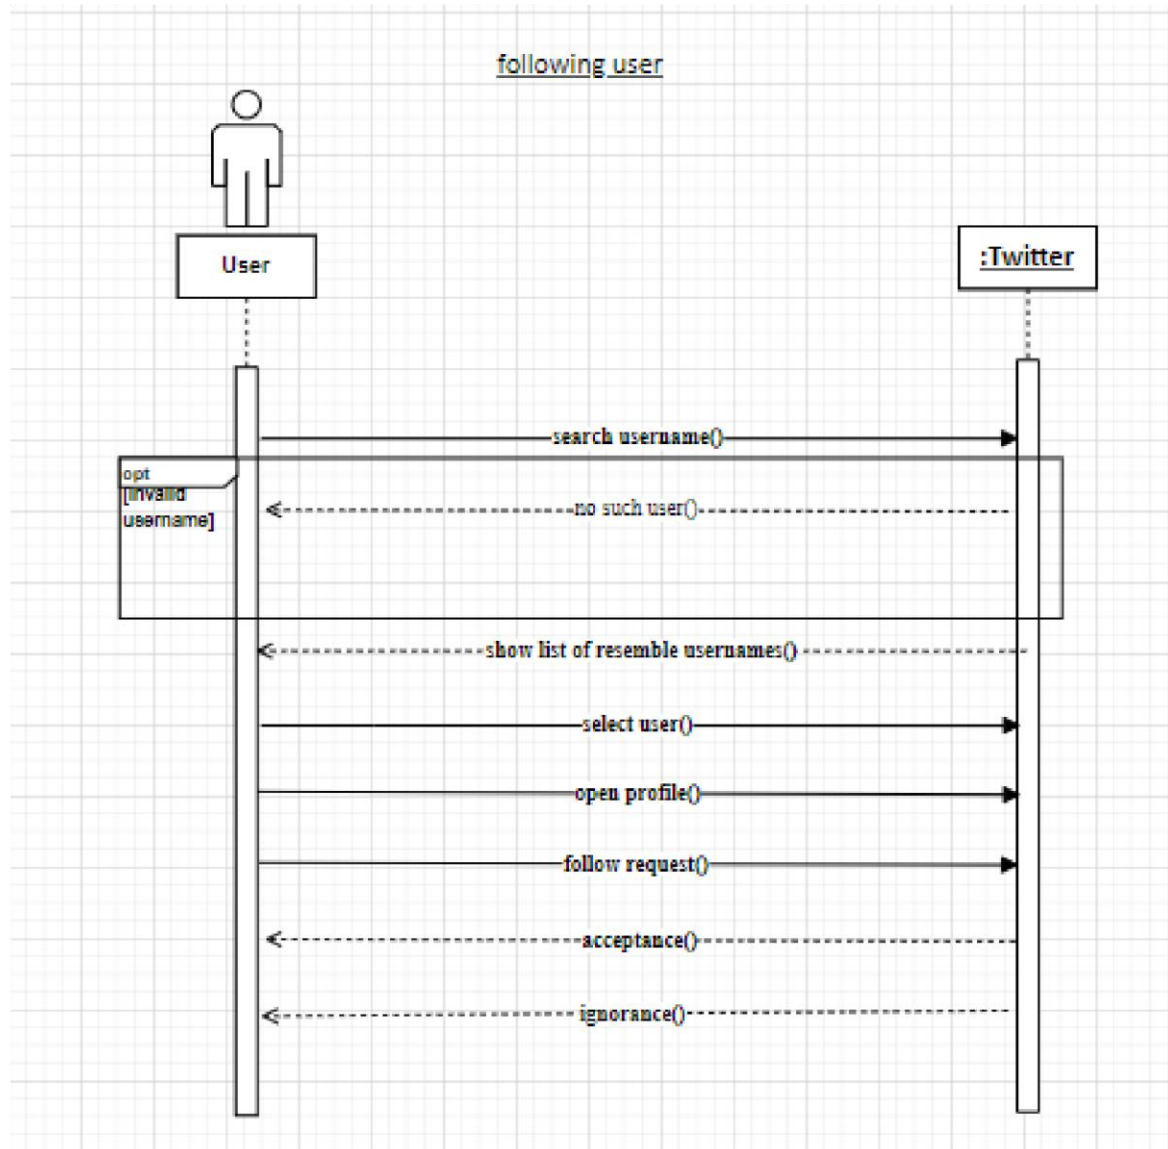 following user
User
:Twitter
search username()
opt
[invalid
username]
no such user()
show list of resemble usernames()
select user()
open profile()
follow request()
acceptance()
ignorance()